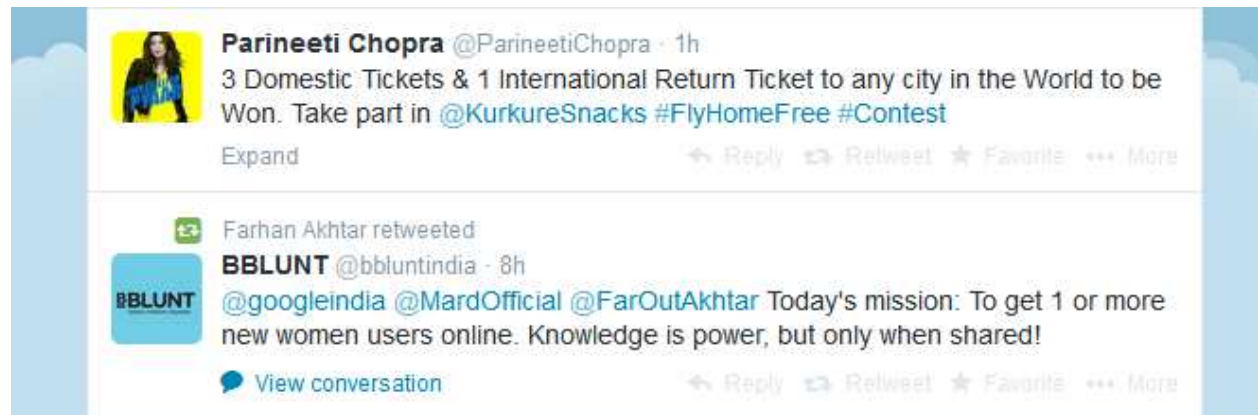 Parineeti Chopra @ParineetiChopra · 1h
3 Domestic Tickets & 1 International Return Ticket to any city in the World to be
Won. Take part in @KurkureSnacks #FlyHomeFree #Contest
Expand Reply Retweet Favorite More
Farhan Akhtar retweeted
BBLUNT @bbluntindia · 8h
BBLUNT
@googleindia @MardOfficial @FarOutAkhtar Today's mission: To get 1 or more
new women users online. Knowledge is power, but only when shared!
View conversation Reply Retweet Favorite More